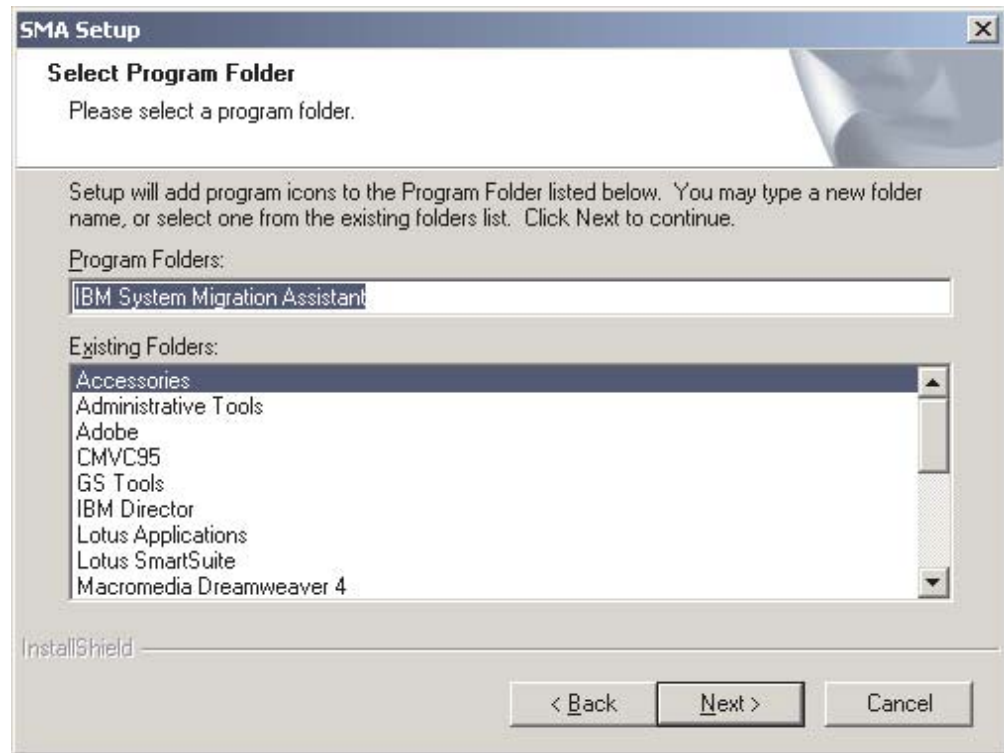 SMA Setup
Select Program Folder
Please select a program folder.
Setup will add program icons to the Program Folder listed below. You may type a new folder
name, or select one from the existing folders list. Click Next to continue.
Program Folders:
IBM System Migration Assistant
Existing Folders:
Accessories
Administrative Tools
Adobe
CMVC95
GS Tools
IBM Director
Lotus Applications
Lotus SmartSuite
Macromedia Dreamweaver 4
InstallShield
< Back Next > Cancel